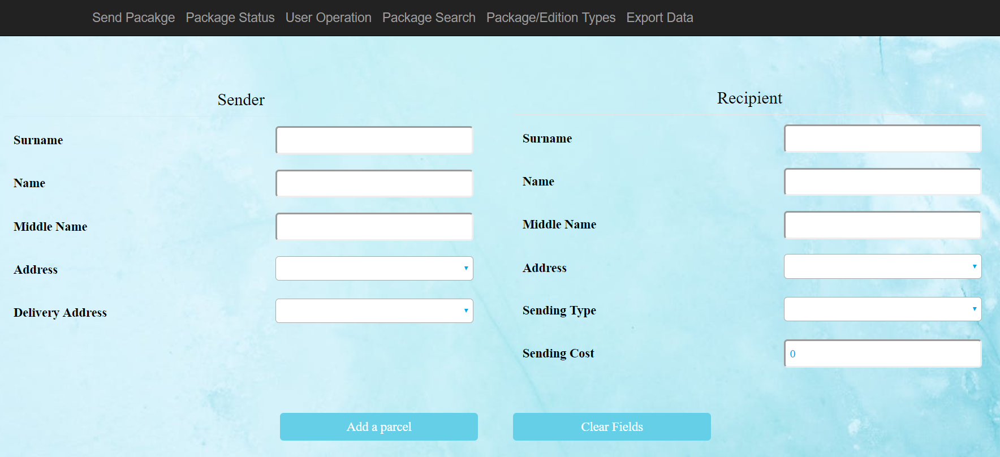 Send Pacakge Package Status User Operation Package Search Package/Edition Types Export Data
Sender
Surname
Name
Middle Name
Address
Delivery Address
Recipient
Surname
Name
Middle Name
Address
Sending Type
Sending Cost 0
Add a parcel Clear Fields